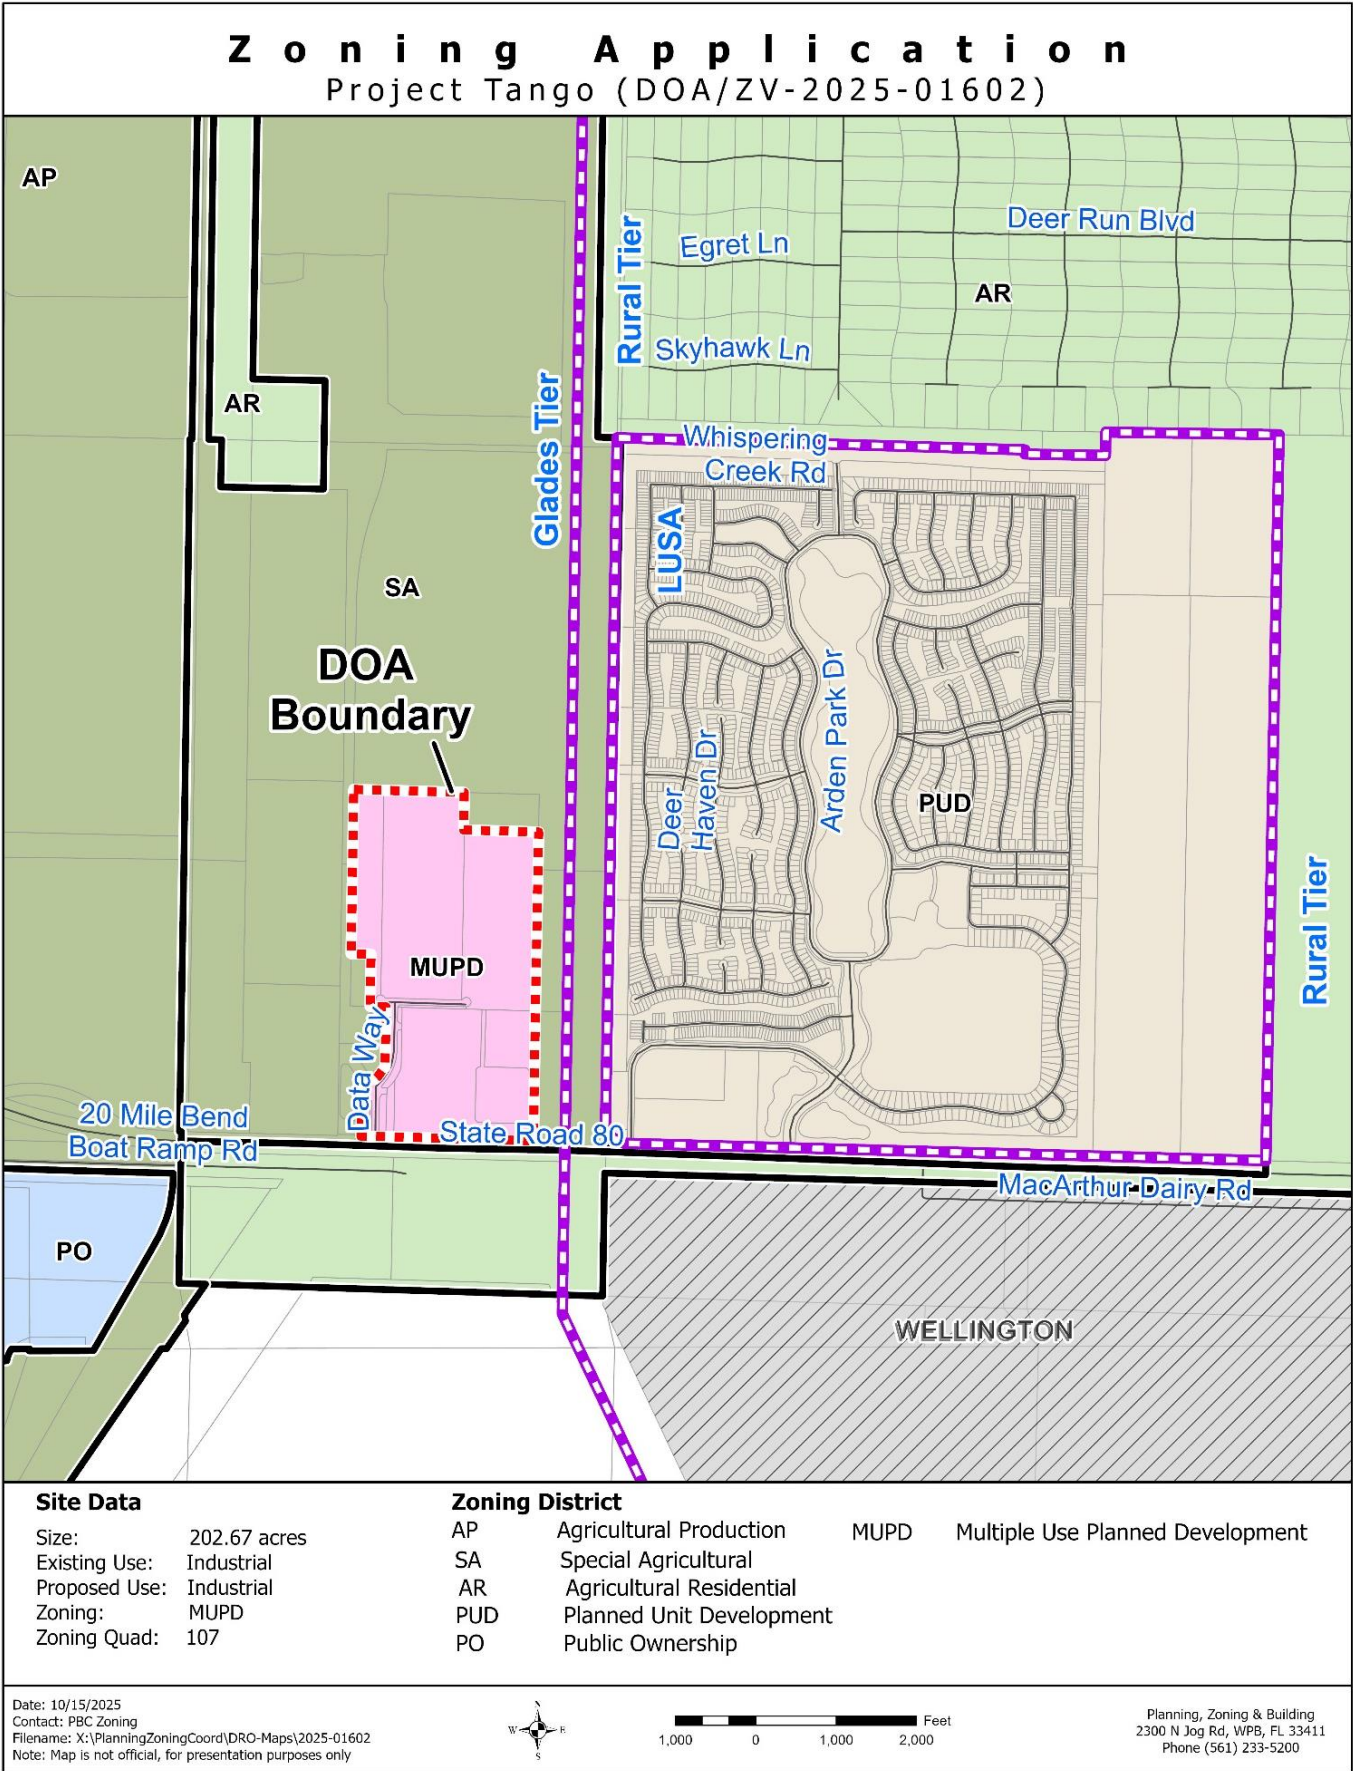 Zoning Application
Project Tango (DOA/ZV-2025-01602)
AP
Rural Tier
Deer Run Blvd
Egret Ln
AR
Skyhawk Ln
AR
Glades Tier
Whispering
Creek Rd
LUSA
SA
DOA
Boundary
Arden Park Dr
Deer
Haven Dr
PUD
Rural Tier
MUPD
Data Way
20 Mile Bend
Boat Ramp Rd
State Road 80
MacArthur Dairy Rd
PO
WELLINGTON
Site Data
Size: 202.67 acres
Existing Use: Industrial
Proposed Use: Industrial
Zoning: MUPD
Zoning Quad: 107
Zoning District
AP Agricultural Production MUPD Multiple Use Planned Development
SA Special Agricultural
AR Agricultural Residential
PUD Planned Unit Development
PO Public Ownership
Date: 10/15/2025
Contact: PBC Zoning
Filename: X:\PlanningZoningCoord\DRO-Maps\2025-01602
Note: Map is not official, for presentation purposes only
N
W E
S
Feet
1,000 0 1,000 2,000
Planning, Zoning & Building
2300 N Jog Rd, WPB, FL 33411
Phone (561) 233-5200